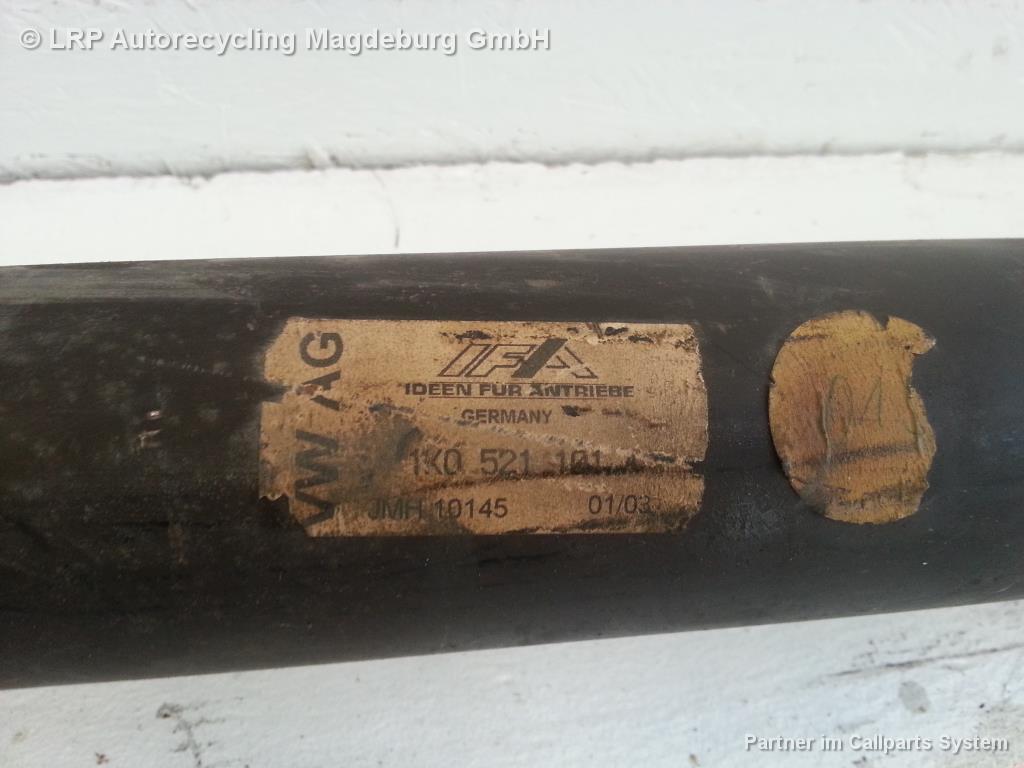 © LRP Autorecycling Magdeburg GmbH
VW AG
IFA
IDEEN FÜR ANTRIEBE
GERMANY
1K0 521 101
JMH 10145 01/03
Partner im Callparts System